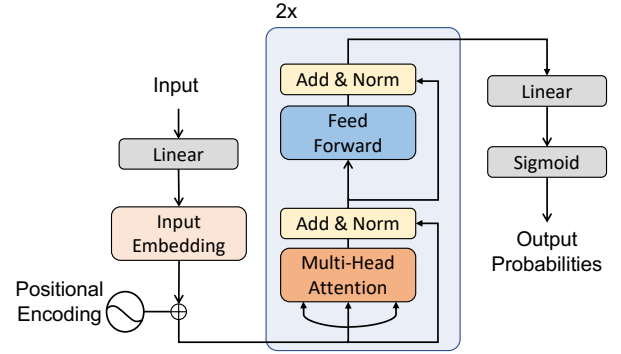 2x
Input
Linear
Input
Embedding
Positional
Encoding
Add & Norm
Feed
Forward
Add & Norm
Multi-Head
Attention
Linear
Sigmoid
Output
Probabilities